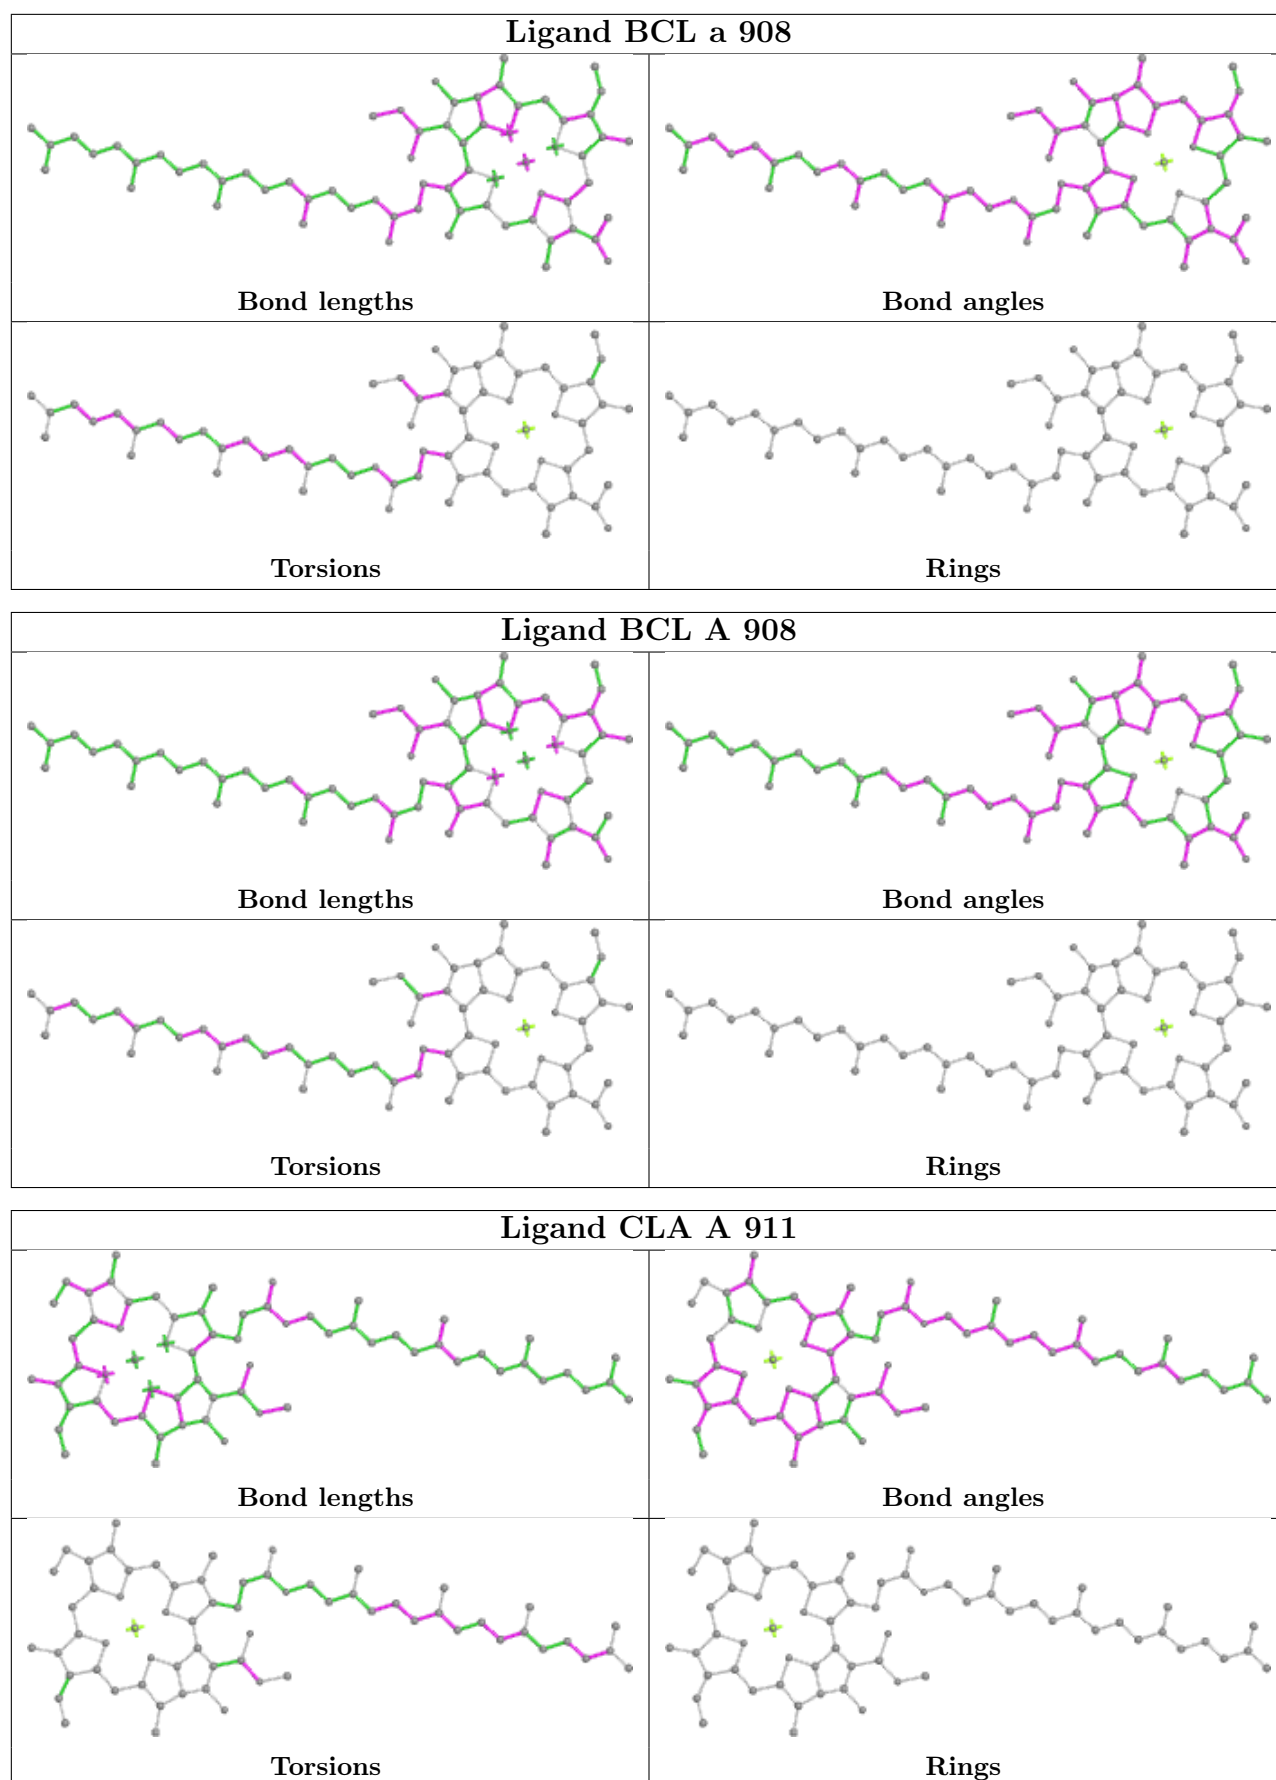 Ligand BCL a 908
Bond lengths Bond angles
Torsions Rings
Ligand BCL A 908
Bond lengths Bond angles
Torsions Rings
Ligand CLA A 911
Bond lengths Bond angles
Torsions Rings